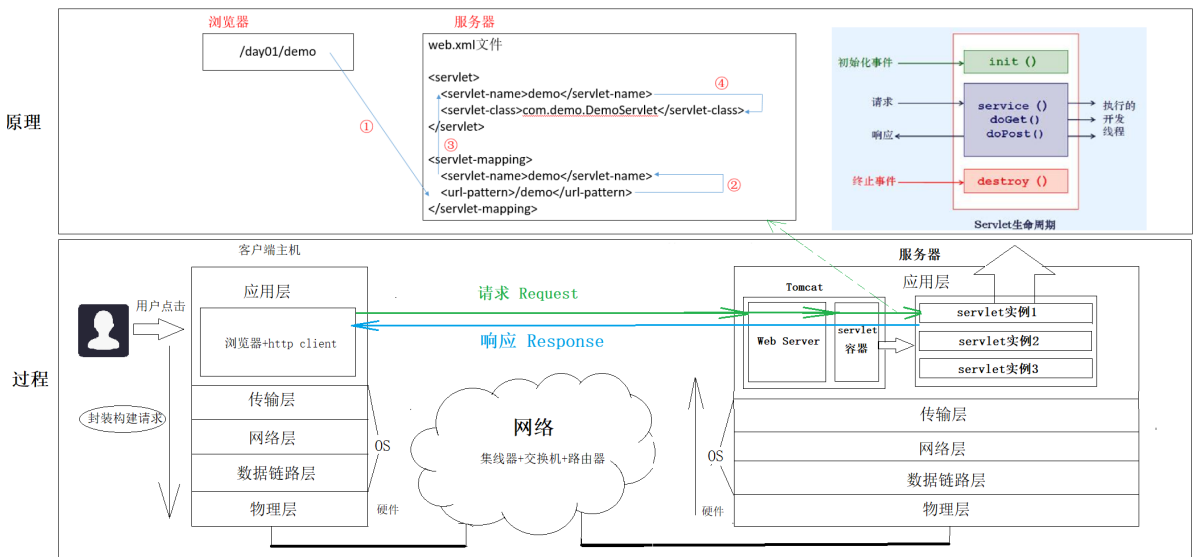 原理
浏览器
/day01/demo
服务器
web.xml文件
<servlet>
<servlet-name>demo</servlet-name>
④
<servlet-class>com.demo.DemoServlet</servlet-class>
</servlet>
①
③
<servlet-mapping>
<servlet-name>demo</servlet-name>
②
<url-pattern>/demo</url-pattern>
</servlet-mapping>
初始化事件
init ()
请求
响应
service ()
doGet()
doPost()
执行的
开发
线程
终止事件
destroy ()
Servlet生命周期
过程
用户点击
封装构建请求
客户端主机
应用层
浏览器+http client
传输层
网络层
数据链路层
物理层
OS
硬件
请求 Request
响应 Response
网络
集线器+交换机+路由器
服务器
应用层
Tomcat
Web Server
servlet
容器
servlet实例1
servlet实例2
servlet实例3
传输层
网络层
数据链路层
物理层
OS
硬件